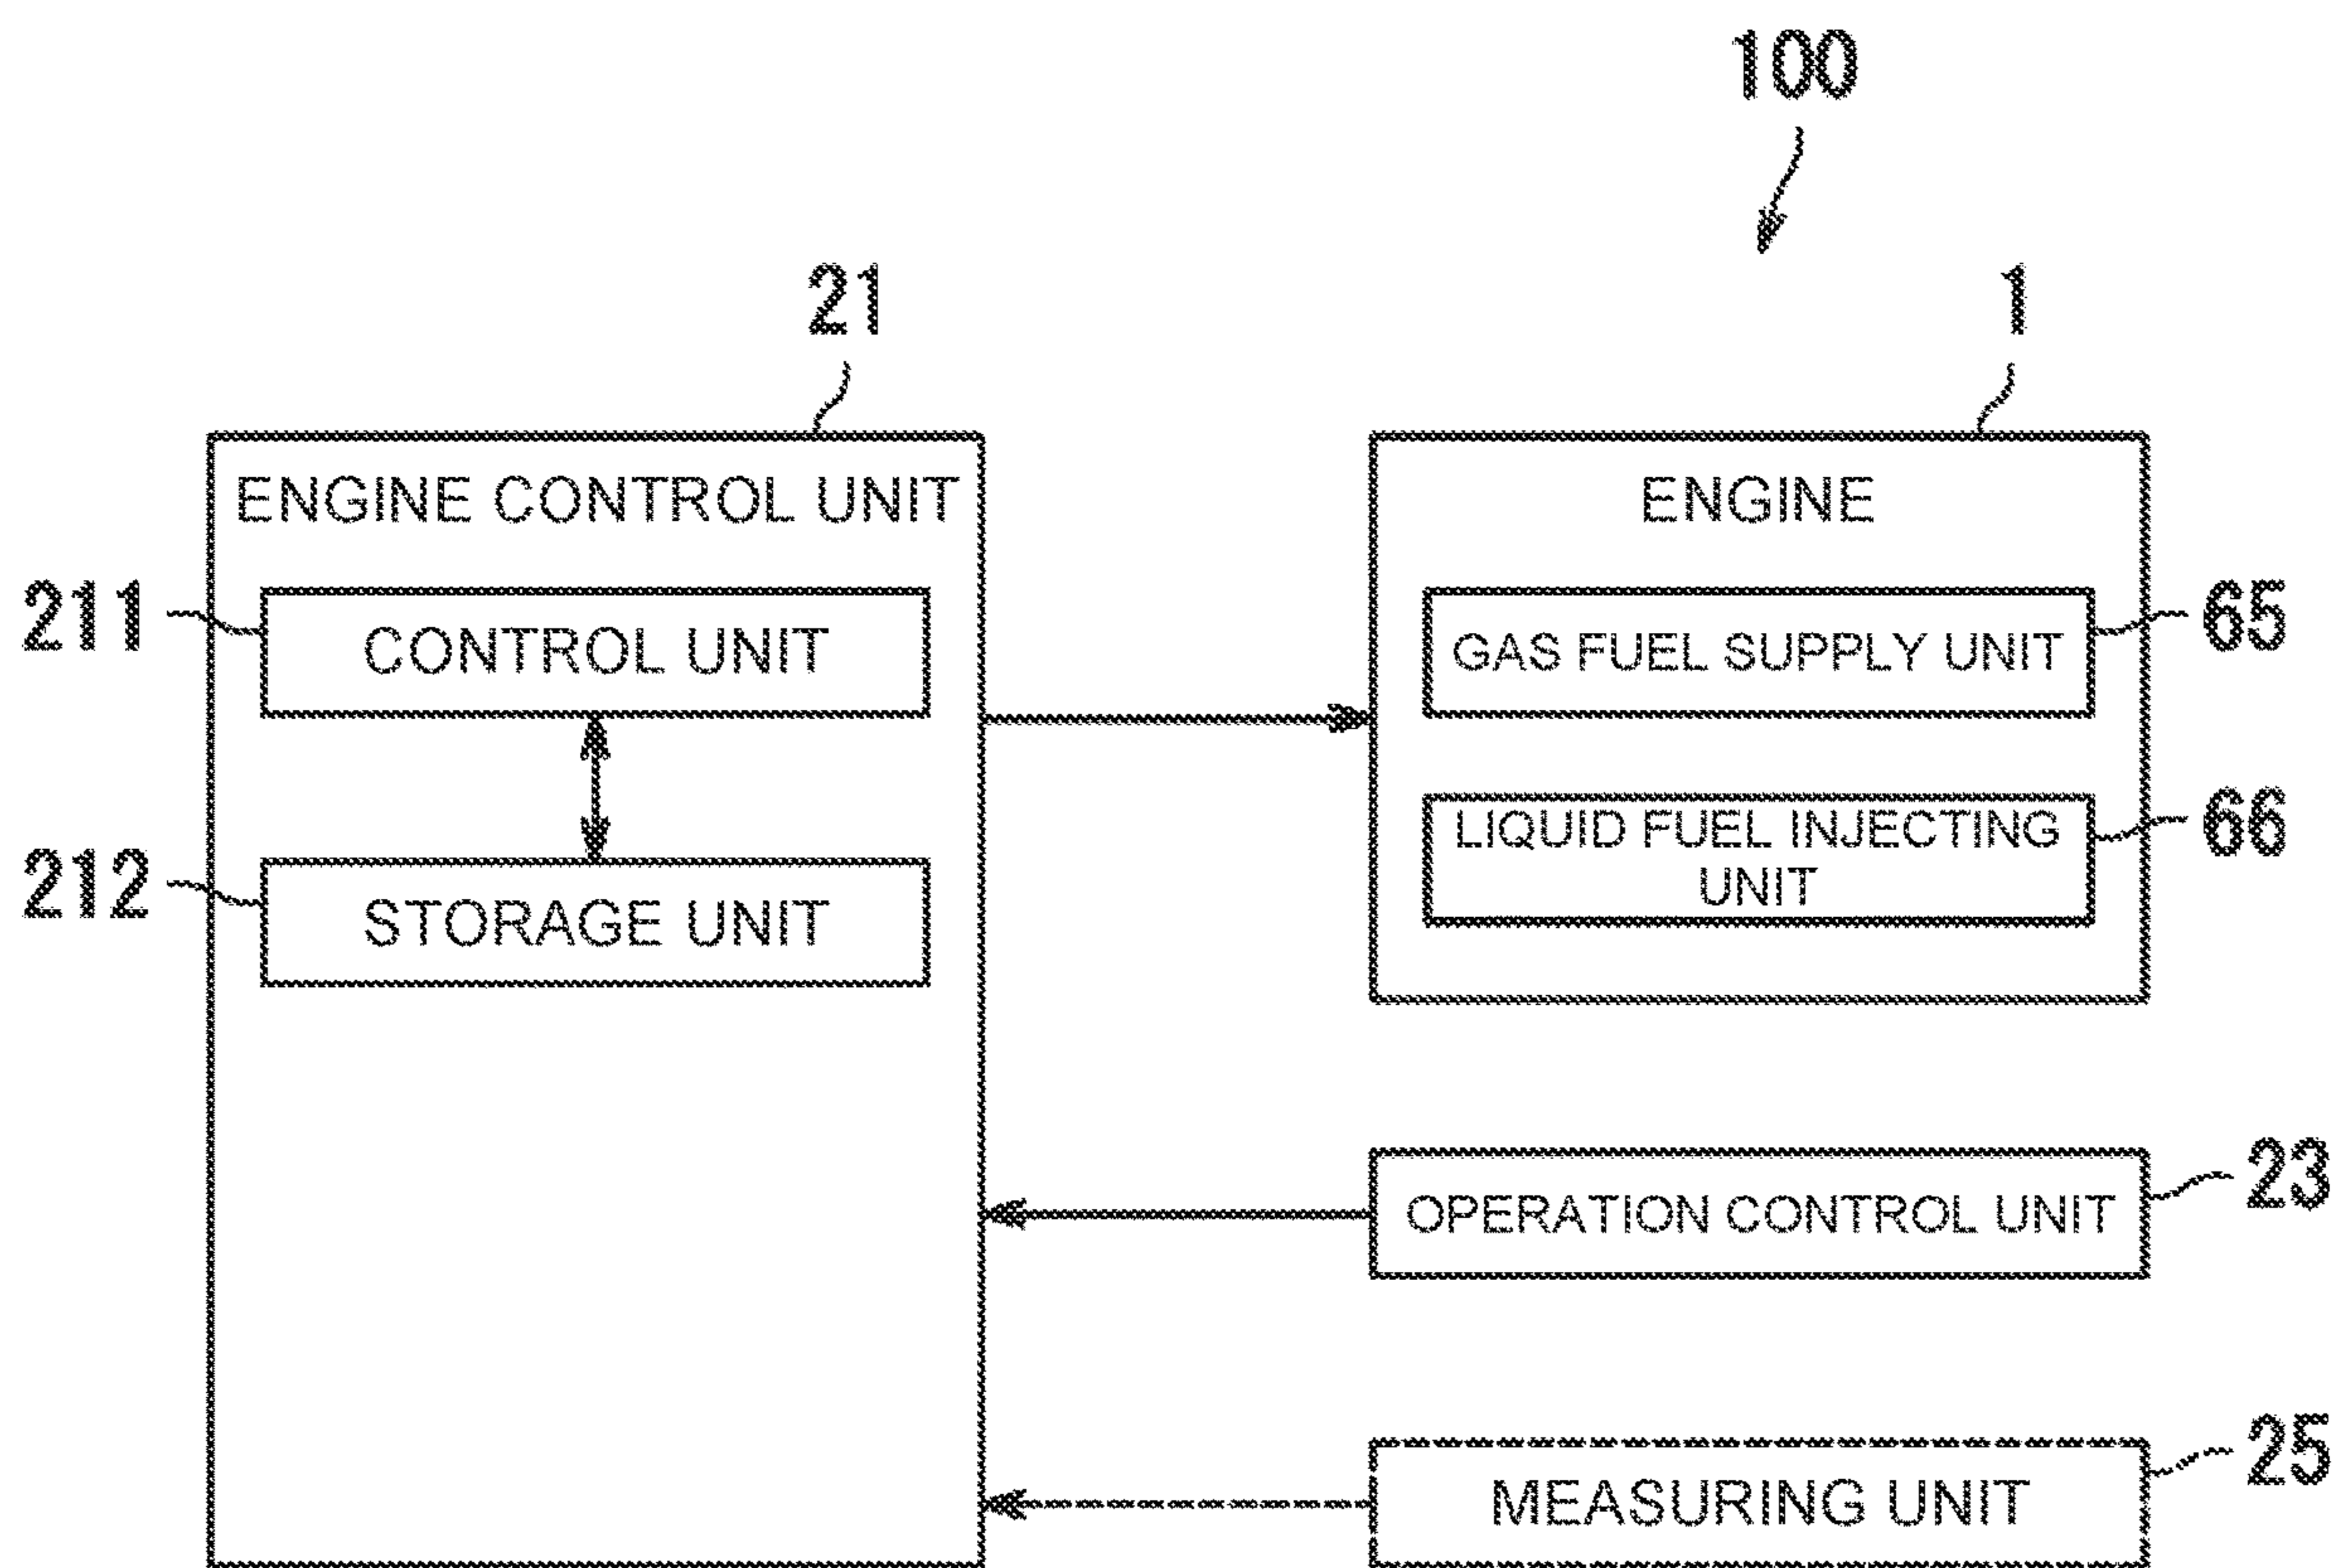 100
21
1
ENGINE CONTROL UNIT
ENGINE
211
CONTROL UNIT
GAS FUEL SUPPLY UNIT
65
212
STORAGE UNIT
LIQUID FUEL INJECTING
UNIT
66
OPERATION CONTROL UNIT
23
MEASURING UNIT
25